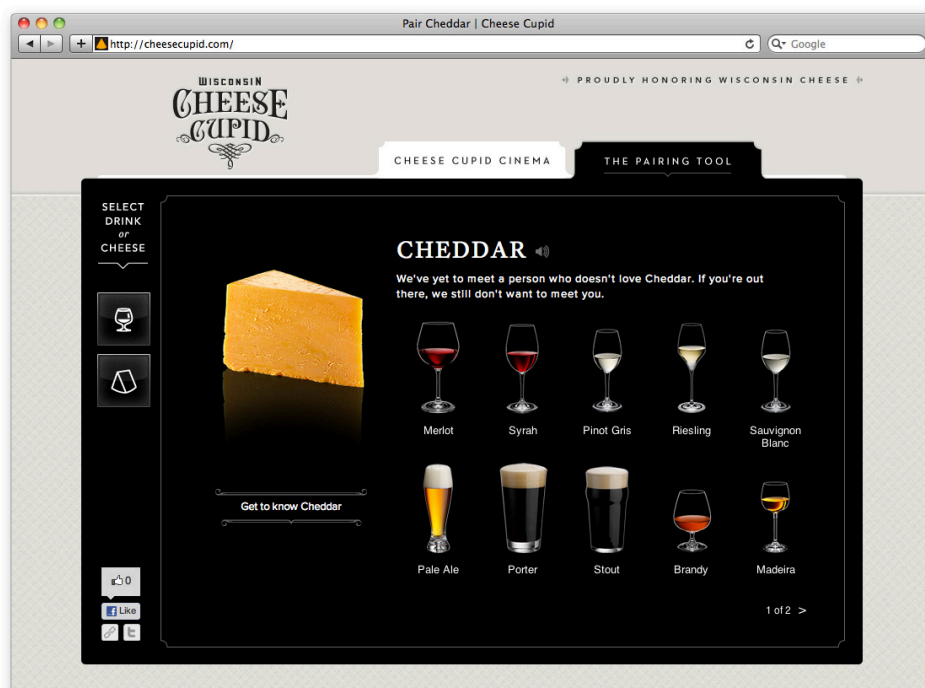 Pair Cheddar | Cheese Cupid
http://cheesecupid.com/
Google
WISCONSIN
CHEESE
CUPID
PROUDLY HONORING WISCONSIN CHEESE
CHEESE CUPID CINEMA
THE PAIRING TOOL
SELECT
DRINK
or
CHEESE
CHEDDAR
We've yet to meet a person who doesn't love Cheddar. If you're out
there, we still don't want to meet you.
Merlot
Syrah
Pinot Gris
Riesling
Sauvignon
Blanc
Get to know Cheddar
Pale Ale
Porter
Stout
Brandy
Madeira
0
Like
1 of 2 >